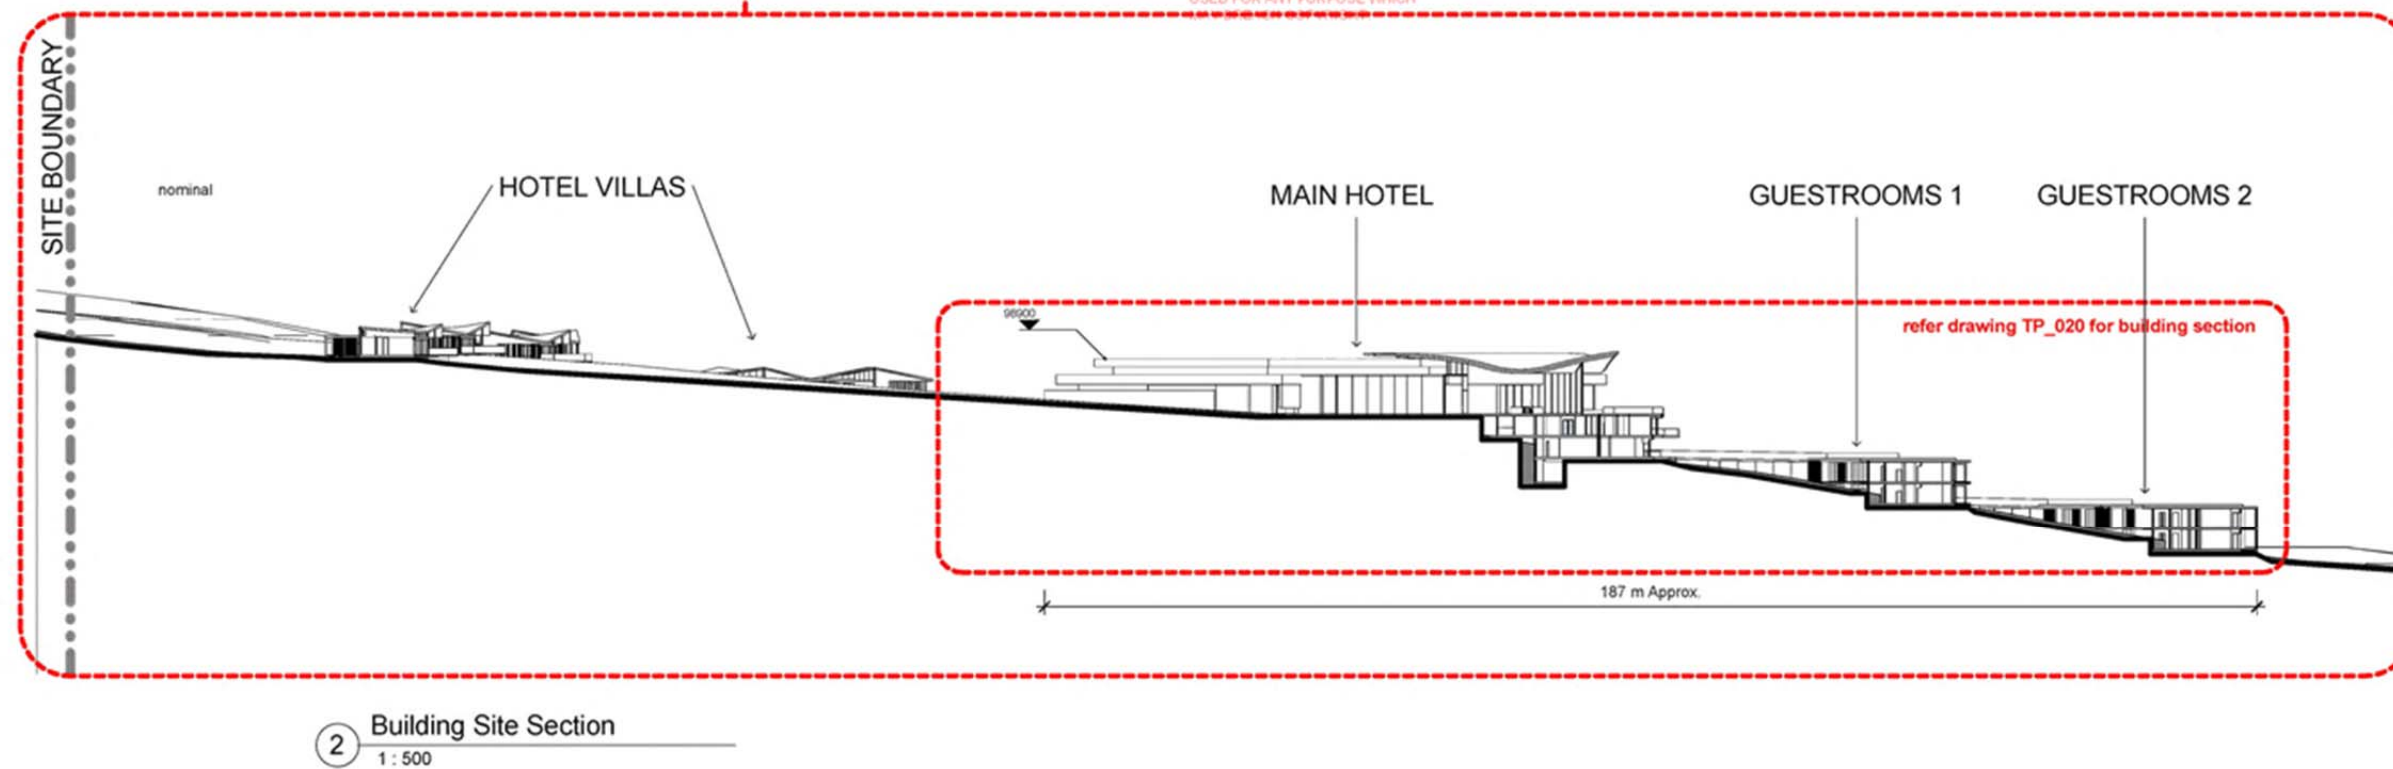 SITE BOUNDARY
nominal
HOTEL VILLAS
MAIN HOTEL
GUESTROOMS 1
GUESTROOMS 2
98900
refer drawing TP_020 for building section
187 m Approx.
2
Building Site Section
1 : 500